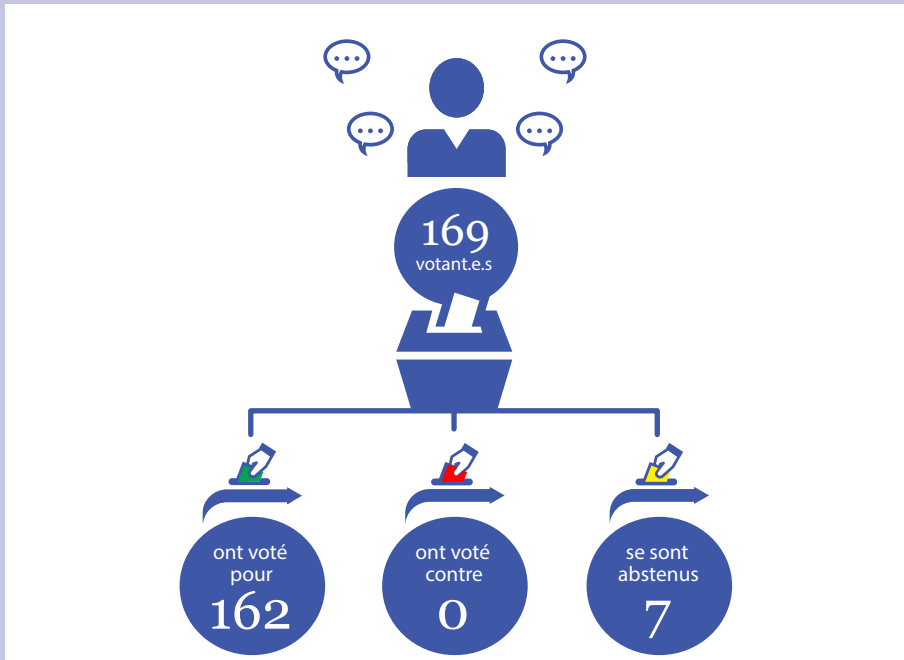 169
votant.e.s
ont voté
pour
162
ont voté
contre
0
se sont
abstenus
7